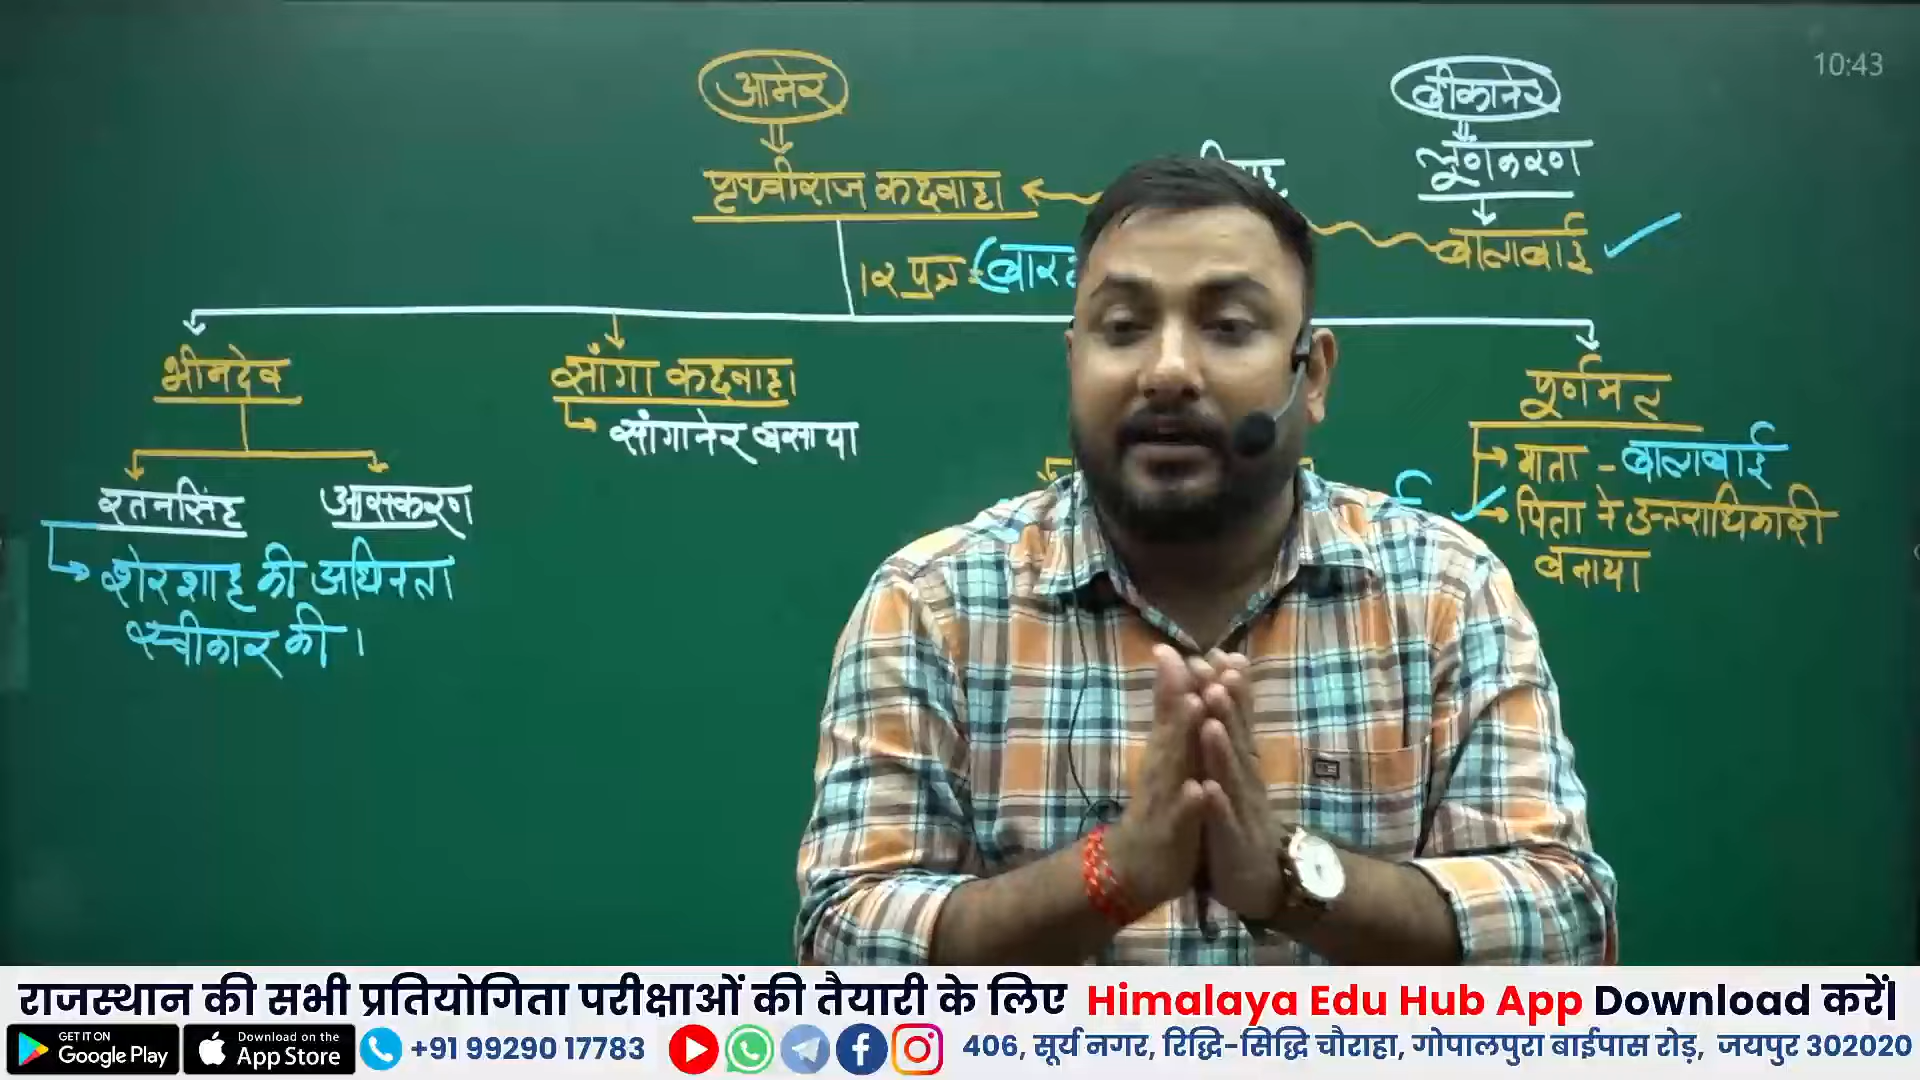 10:43
आमेर
बीकानेर
लूणकरण
पृथ्वीराज कछवाहा
बालाबाई
12 पुत्र =
भीमदेव
सांगा कछवाहा
पूर्णमल
सांगानेर बसाया
माता - बालाबाई
रतनसिंह आसकरण
पिता ने उत्तराधिकारी
बनाया
शेरशाह की अधिनता
स्वीकार की।
राजस्थान की सभी प्रतियोगिता परीक्षाओं की तैयारी के लिए Himalaya Edu Hub App Download करें|
GET IT ON
Google Play
Download on the
App Store
+91 99290 17783
406, सूर्य नगर, रिद्धि-सिद्धि चौराहा, गोपालपुरा बाईपास रोड़, जयपुर 302020